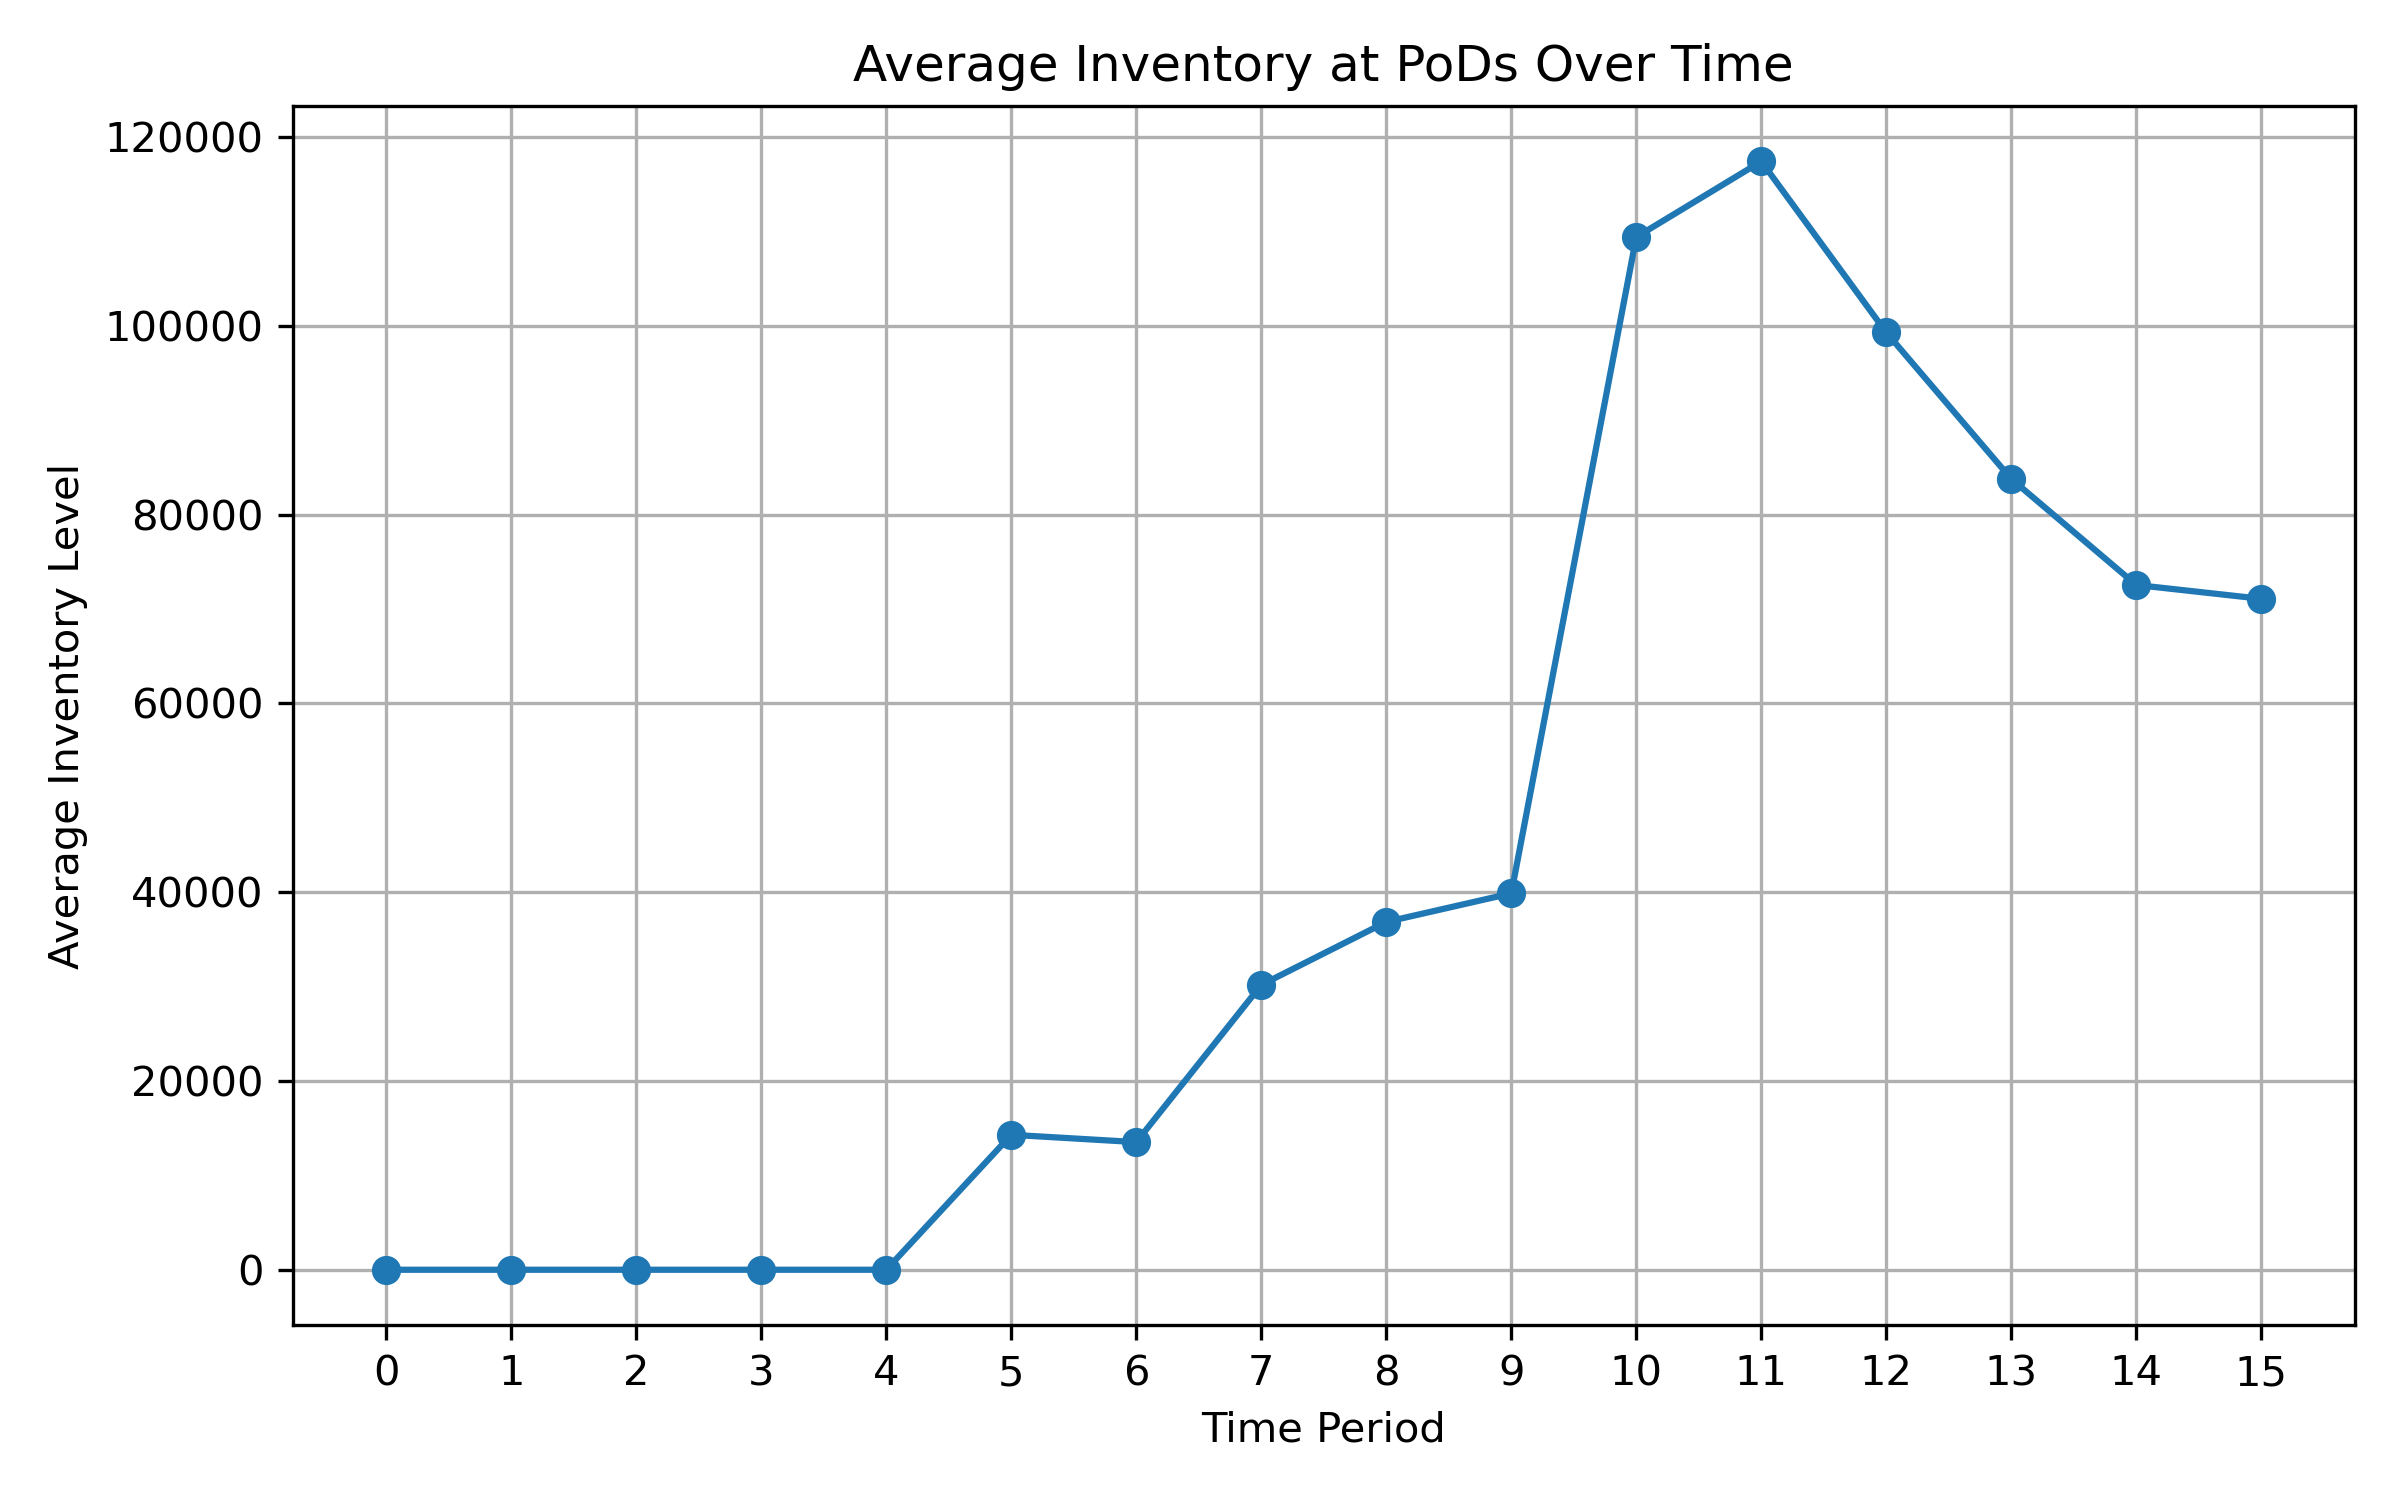 Average Inventory at PoDs Over Time
120000
100000
80000
60000
40000
20000
0
Average Inventory Level
0 1 2 3 4 5 6 7 8 9 10 11 12 13 14 15
Time Period